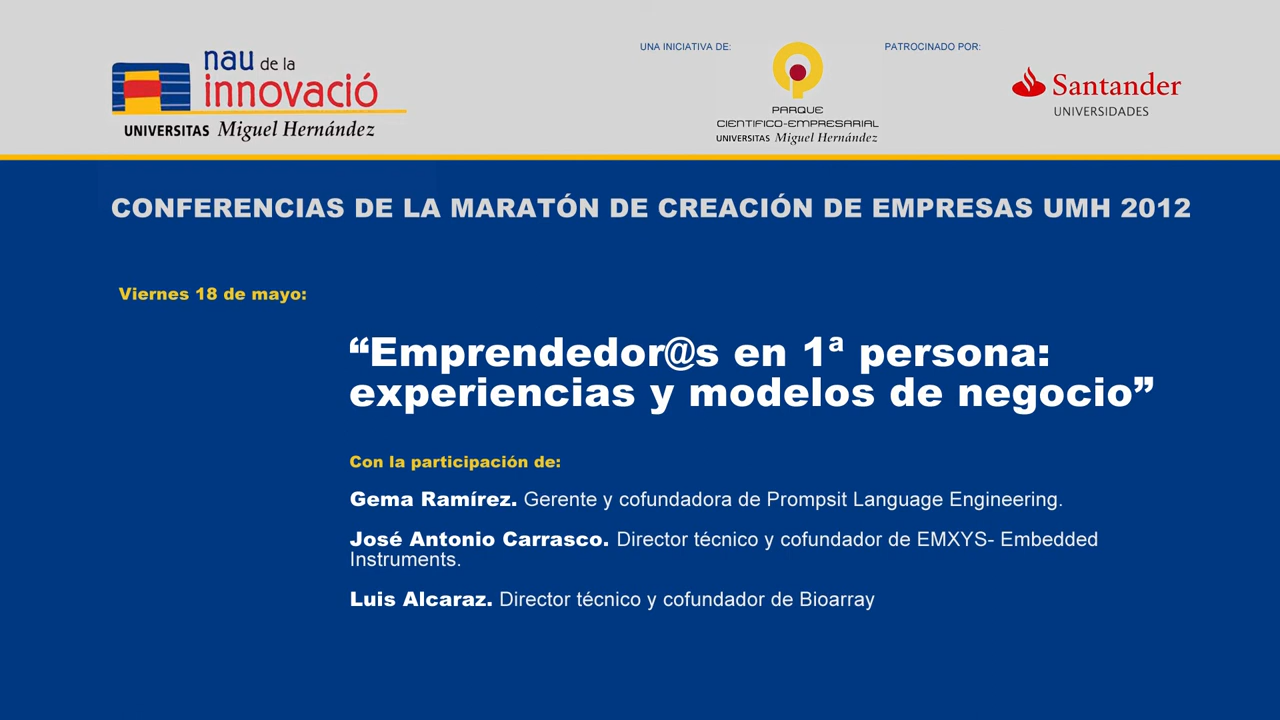 nau de la
innovació
UNIVERSITAS Miguel Hernández
UNA INICIATIVA DE:
PARQUE
CIENTIFICO-EMPRESARIAL
UNIVERSITAS Miguel Hernández
PATROCINADO POR:
Santander
UNIVERSIDADES
CONFERENCIAS DE LA MARATÓN DE CREACIÓN DE EMPRESAS UMH 2012
Viernes 18 de mayo:
“Emprendedor@s en 1ª persona:
experiencias y modelos de negocio”
Con la participación de:
Gema Ramírez. Gerente y cofundadora de Prompsit Language Engineering.
José Antonio Carrasco. Director técnico y cofundador de EMXYS- Embedded
Instruments.
Luis Alcaraz. Director técnico y cofundador de Bioarray